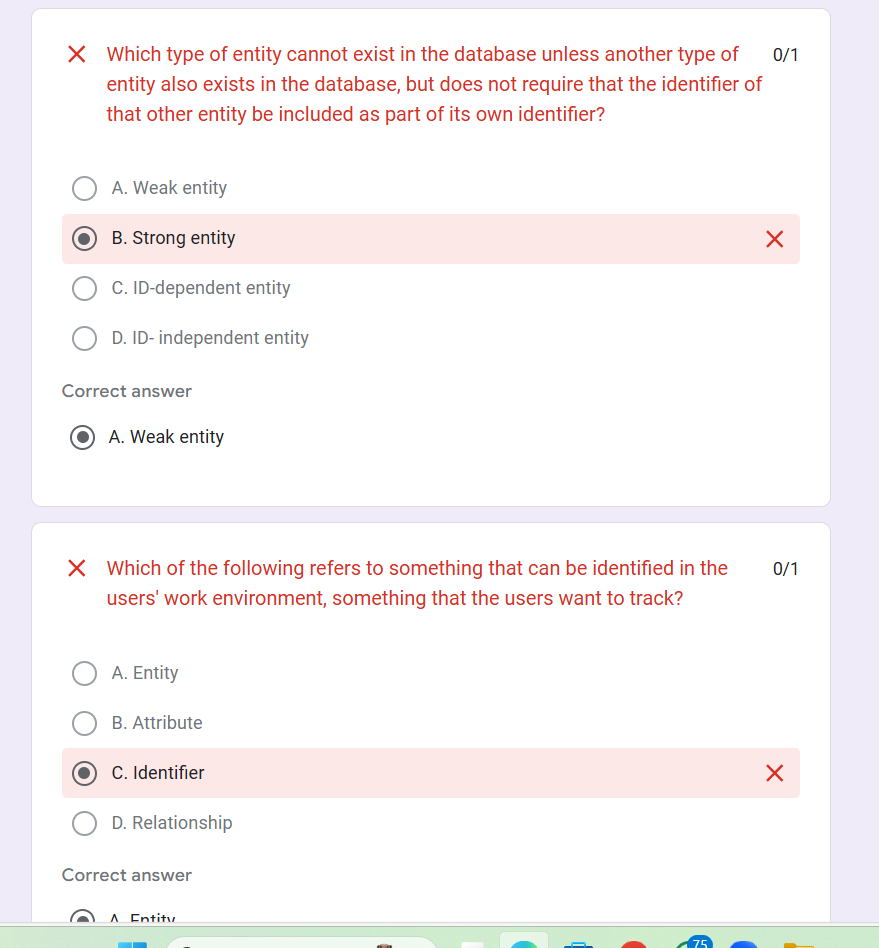 Which type of entity cannot exist in the database unless another type of
0/1
entity also exists in the database, but does not require that the identifier of
that other entity be included as part of its own identifier?
A. Weak entity
B. Strong entity
C. ID-dependent entity
D. ID- independent entity
Correct answer
A. Weak entity
Which of the following refers to something that can be identified in the
0/1
users' work environment, something that the users want to track?
A. Entity
B. Attribute
C. Identifier
D. Relationship
Correct answer
A. Entity
75